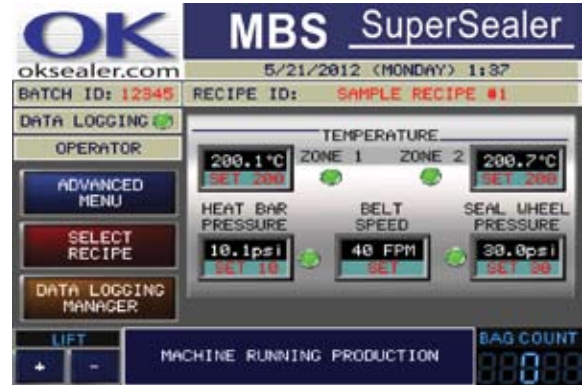 OK
oksealer.com
MBS SuperSealer
5/21/2012 (MONDAY) 1:37
BATCH ID: 12345
RECIPE ID: SAMPLE RECIPE #1
DATA LOGGING
OPERATOR
ADVANCED
MENU
SELECT
RECIPE
DATA LOGGING
MANAGER
TEMPERATURE
200.1°C
SET 200
ZONE 1
ZONE 2
200.7°C
SET 200
HEAT BAR
PRESSURE
10.1psi
SET 10
BELT
SPEED
40 FPM
SET
SEAL WHEEL
PRESSURE
30.0psi
SET 30
LIFT
+ -
MACHINE RUNNING PRODUCTION
BAG COUNT
0